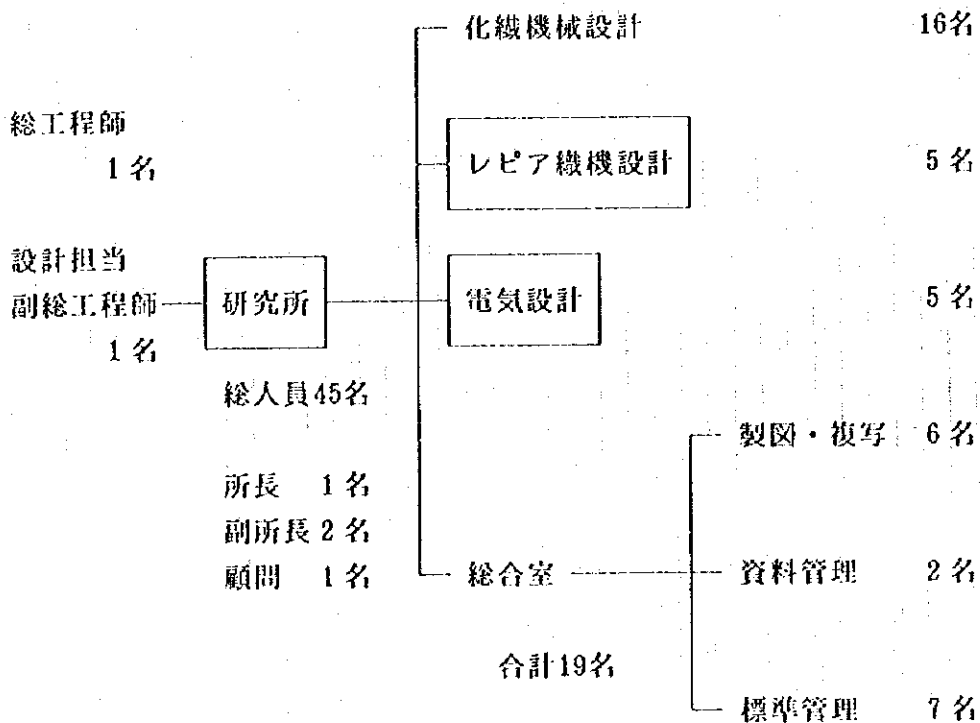 化繊機械設計 16名
総工程師
1名
レピア織機設計 5名
設計担当
副総工程師
1名
研究所
電気設計 5名
総人員45名
所長 1名
副所長 2名
顧問 1名
総合室
合計19名
製図・複写 6名
資料管理 2名
標準管理 7名